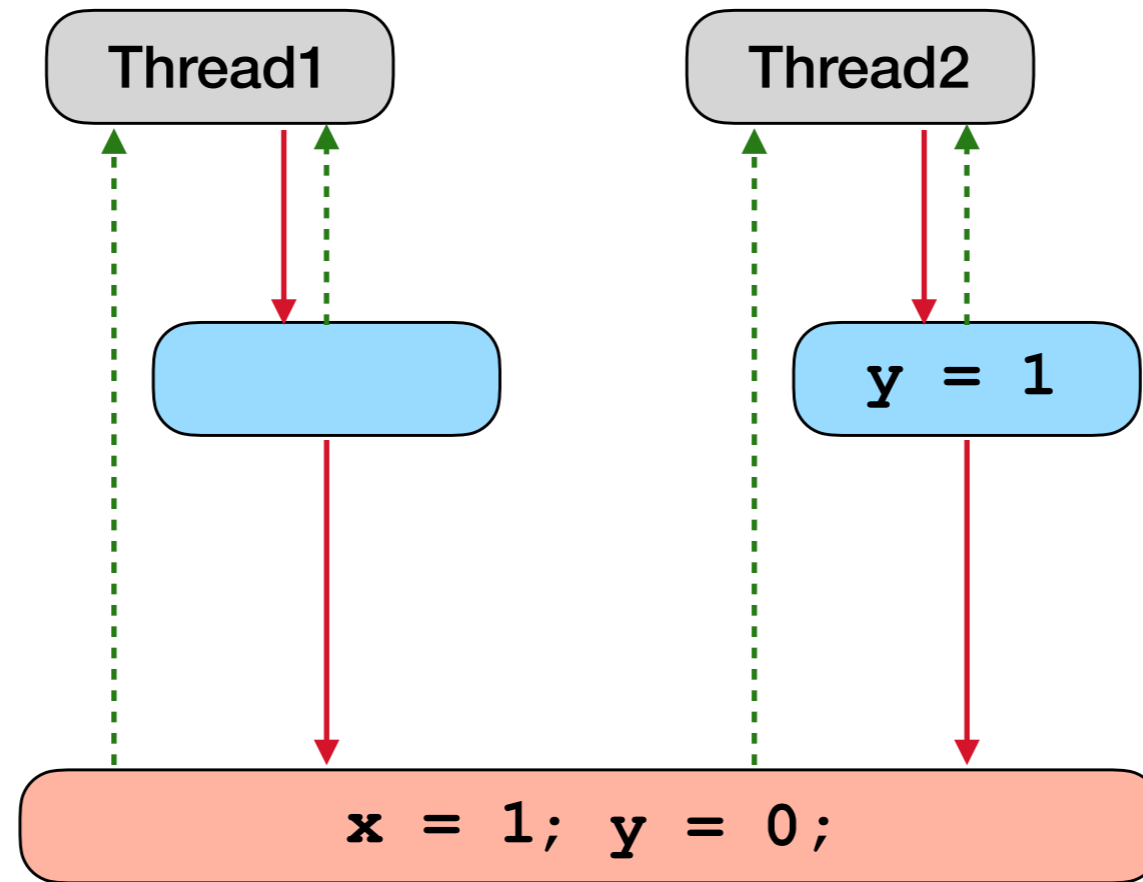 Thread1
Thread2
y = 1
x = 1; y = 0;